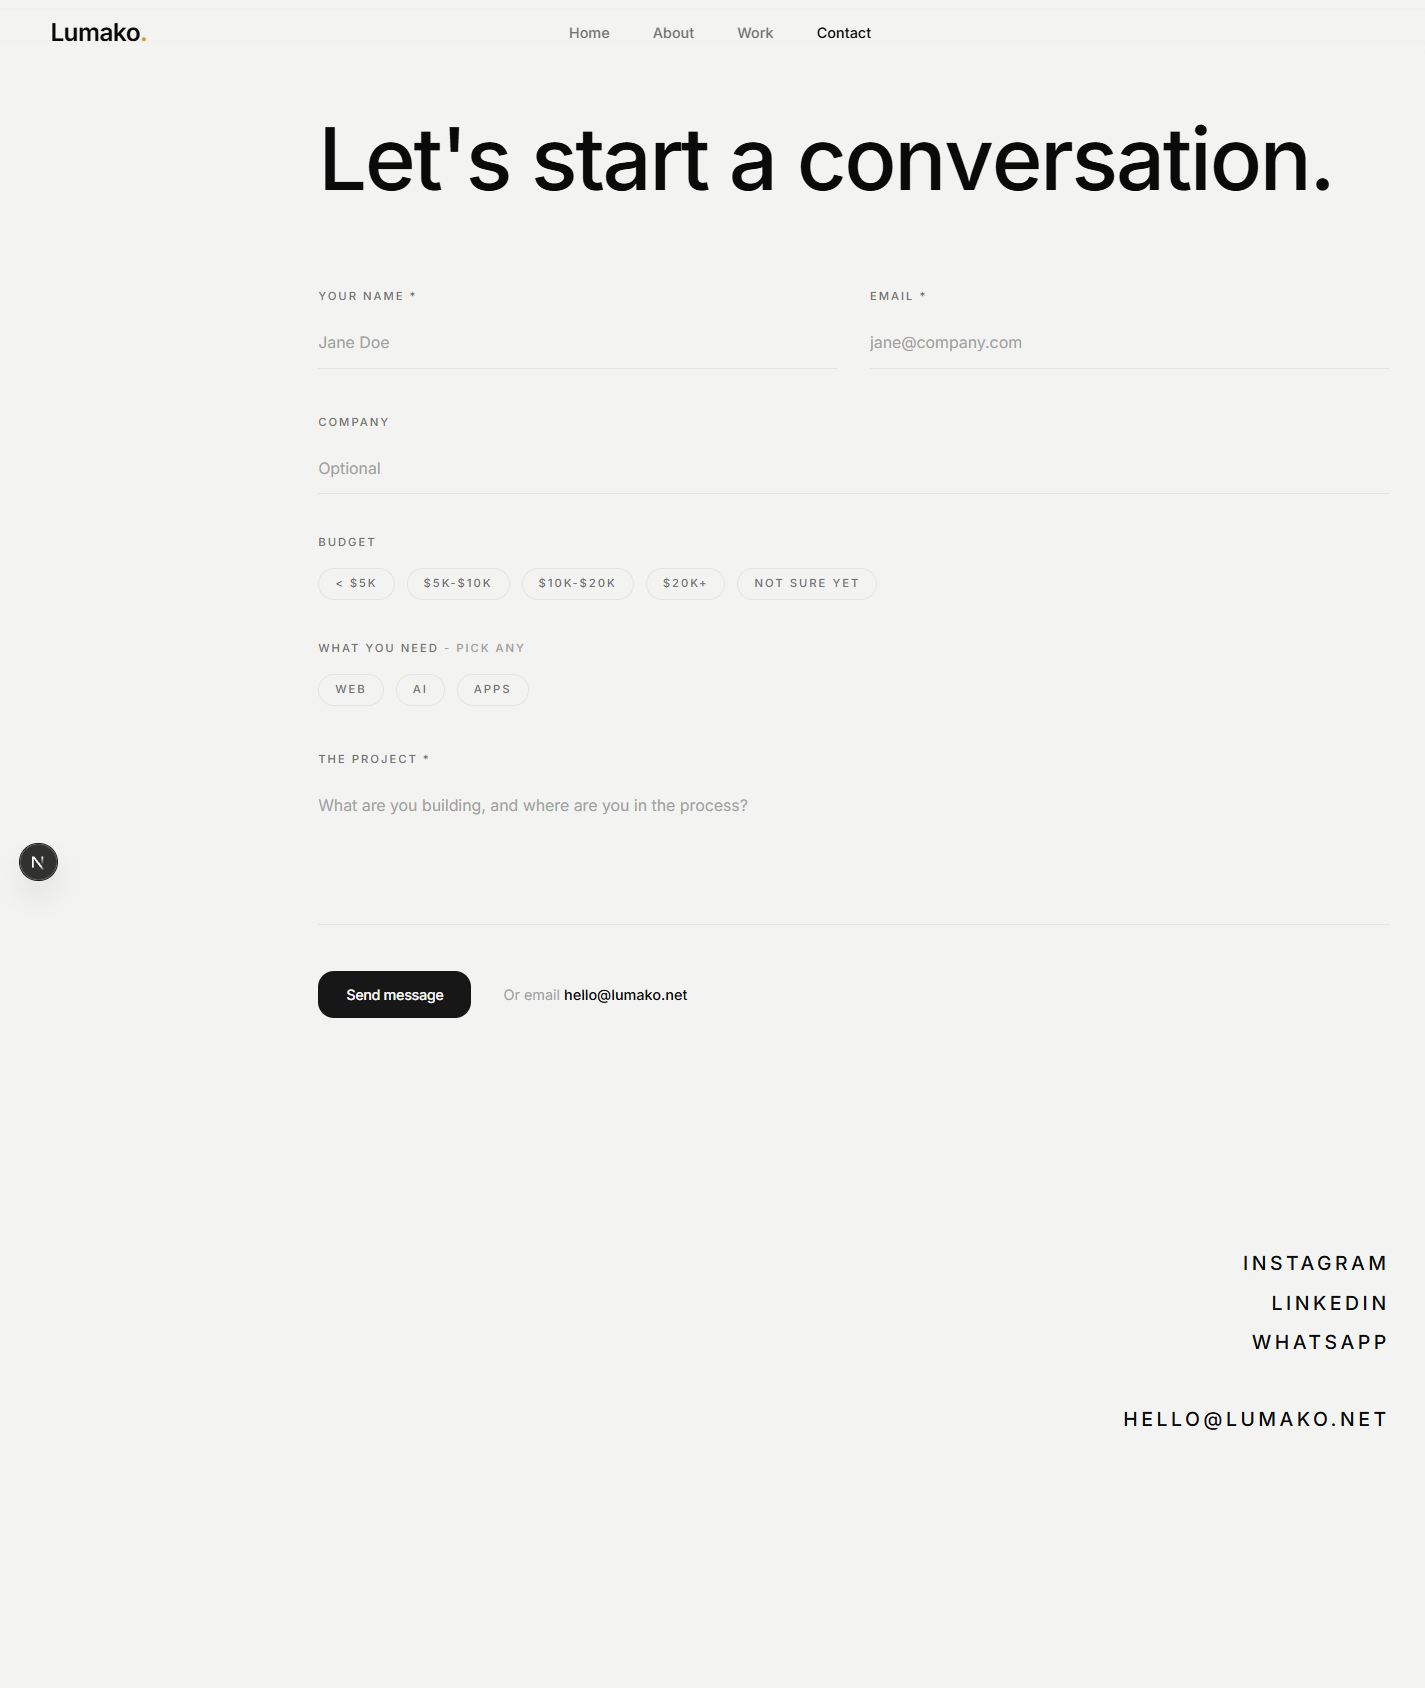 Lumako.
Home About Work Contact
Let's start a conversation.
YOUR NAME * EMAIL *
Jane Doe jane@company.com
COMPANY
Optional
BUDGET
< $5K $5K-$10K $10K-$20K $20K+ NOT SURE YET
WHAT YOU NEED - PICK ANY
WEB AI APPS
THE PROJECT *
What are you building, and where are you in the process?
N
Send message Or email hello@lumako.net
INSTAGRAM
LINKEDIN
WHATSAPP
HELLO@LUMAKO.NET